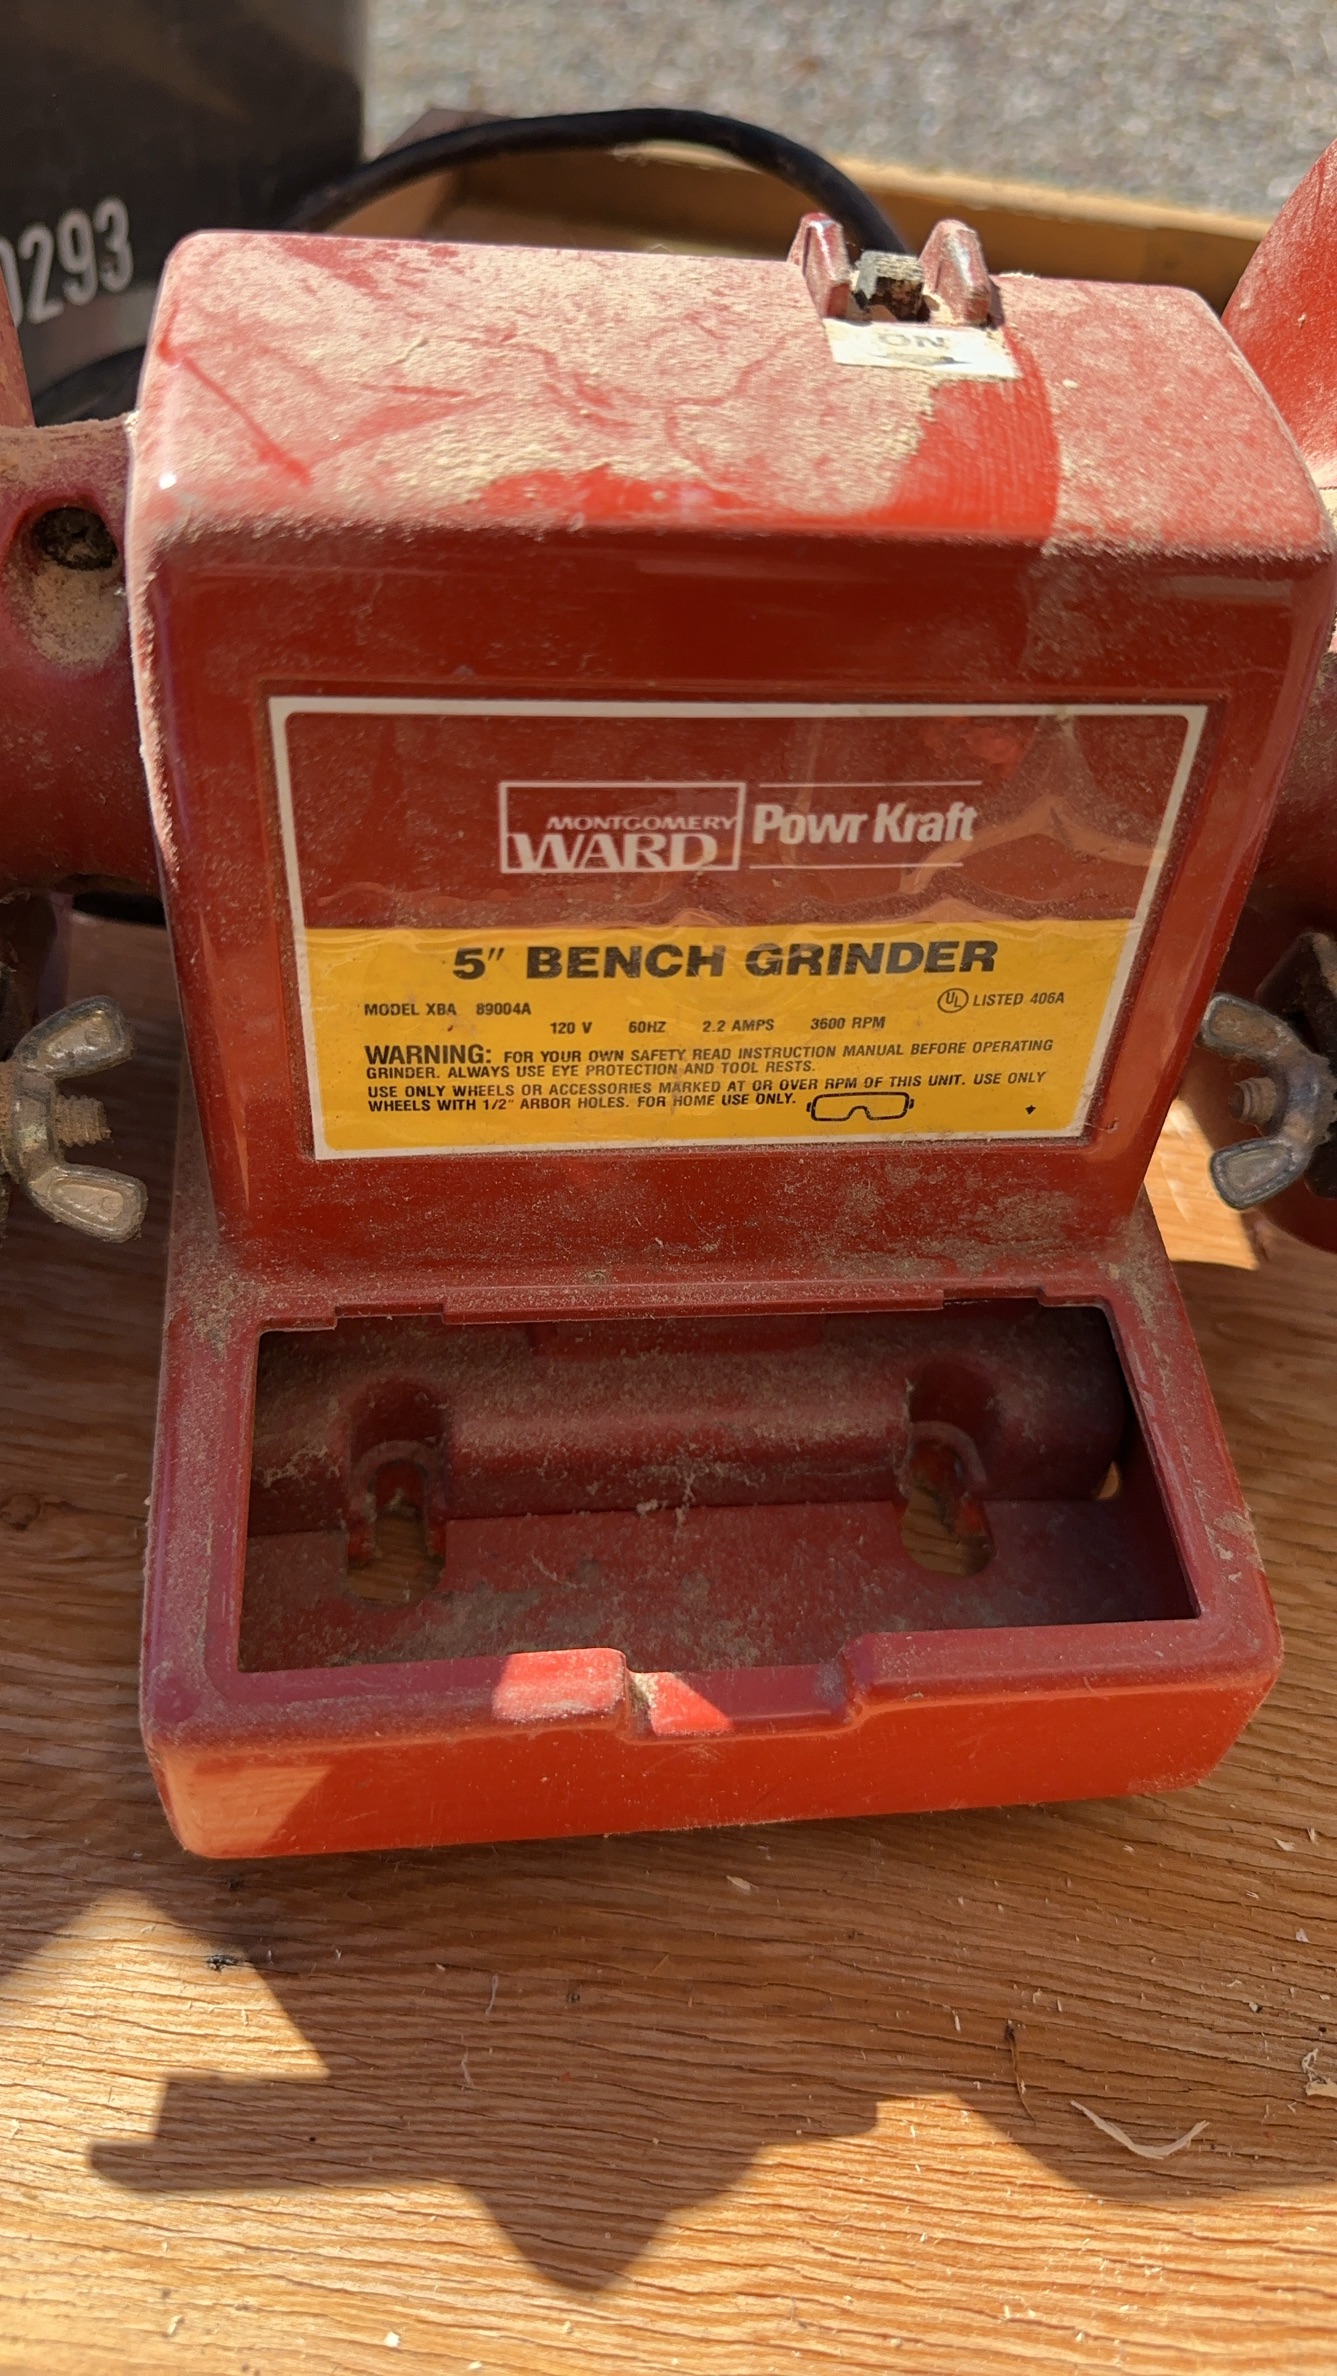 0293
ON
MONTGOMERY
WARD
Powr Kraft
5" BENCH GRINDER
MODEL XBA 89004A
UL LISTED 406A
120 V 60HZ 2.2 AMPS 3600 RPM
WARNING: FOR YOUR OWN SAFETY READ INSTRUCTION MANUAL BEFORE OPERATING
GRINDER. ALWAYS USE EYE PROTECTION AND TOOL RESTS.
USE ONLY WHEELS OR ACCESSORIES MARKED AT OR OVER RPM OF THIS UNIT. USE ONLY
WHEELS WITH 1/2" ARBOR HOLES. FOR HOME USE ONLY.